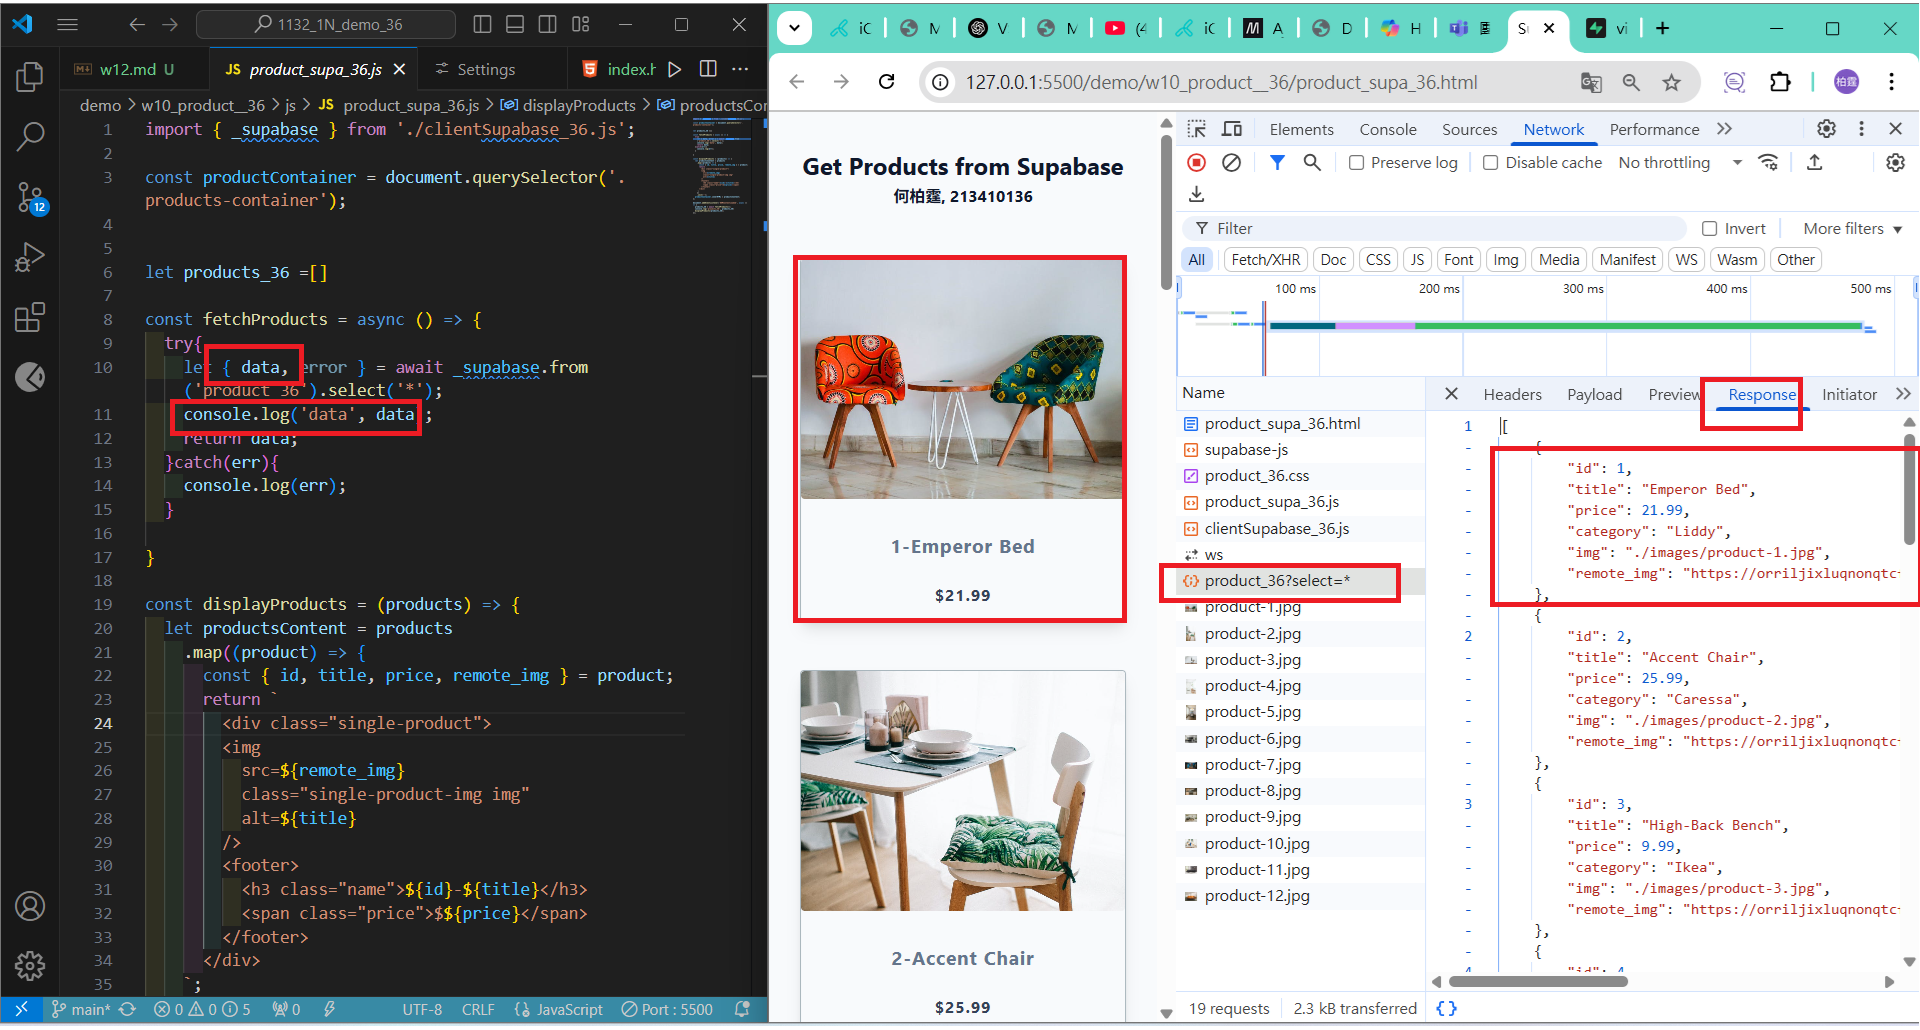 1132_1N_demo_36
w12.md U
JS product_supa_36.js
Settings
index.h
demo > w10_product__36 > js > JS product_supa_36.js > displayProducts > productsCon
1 import { _supabase } from './clientSupabase_36.js';
2
3 const productContainer = document.querySelector('.
products-container');
4
5
6 let products_36 =[]
7
8 const fetchProducts = async () => {
9 try{
10 let { data, error } = await _supabase.from
('product_36').select('*');
11 console.log('data', data);
12 return data;
13 }catch(err){
14 console.log(err);
15 }
16
17 }
18
19 const displayProducts = (products) => {
20 let productsContent = products
21 .map((product) => {
22 const { id, title, price, remote_img } = product;
23 return `
24 <div class="single-product">
25 <img
26 src=${remote_img}
27 class="single-product-img img"
28 alt=${title}
29 />
30 <footer>
31 <h3 class="name">${id}-${title}</h3>
32 <span class="price">$${price}</span>
33 </footer>
34 </div>
35 `;
12
main*
0 0 5
0
UTF-8
CRLF
JavaScript
Port : 5500
iC
M
V
M
(4
iC
A
D
H
Su
vi
127.0.0.1:5500/demo/w10_product__36/product_supa_36.html
柏霆
Get Products from Supabase
何柏霆, 213410136
1-Emperor Bed
$21.99
2-Accent Chair
$25.99
Elements
Console
Sources
Network
Performance
Preserve log
Disable cache
No throttling
Filter
Invert
More filters
All
Fetch/XHR
Doc
CSS
JS
Font
Img
Media
Manifest
WS
Wasm
Other
100 ms
200 ms
300 ms
400 ms
500 ms
Name
product_supa_36.html
supabase-js
product_36.css
product_supa_36.js
clientSupabase_36.js
ws
product_36?select=*
product-1.jpg
product-2.jpg
product-3.jpg
product-4.jpg
product-5.jpg
product-6.jpg
product-7.jpg
product-8.jpg
product-9.jpg
product-10.jpg
product-11.jpg
product-12.jpg
Headers
Payload
Preview
Response
Initiator
1 [
- {
- "id": 1,
- "title": "Emperor Bed",
- "price": 21.99,
- "category": "Liddy",
- "img": "./images/product-1.jpg",
- "remote_img": "https://orriljixluqnonqtc
- },
- {
2 "id": 2,
- "title": "Accent Chair",
- "price": 25.99,
- "category": "Caressa",
- "img": "./images/product-2.jpg",
- "remote_img": "https://orriljixluqnonqtc
- },
- {
3 "id": 3,
- "title": "High-Back Bench",
- "price": 9.99,
- "category": "Ikea",
- "img": "./images/product-3.jpg",
- "remote_img": "https://orriljixluqnonqtc
- },
- {
4 "id": 4
19 requests
2.3 kB transferred